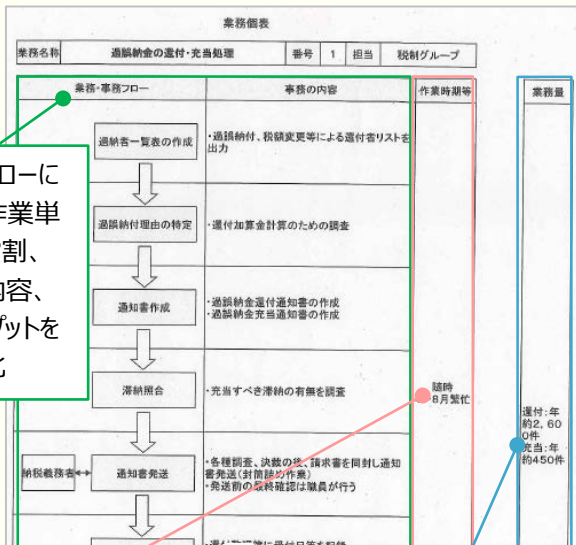 業務個表
業務名称 過誤納金の還付・充当処理 番号 1 担当 税制グループ
業務・事務フロー 事務の内容 作業時期等 業務量
過納者一覧表の作成
・過誤納付、税額変更等による還付者リストを
出力
ローに
作業単
割、
内容、
プットを
過誤納付理由の特定
・還付加算金計算のための調査
通知書作成
・過誤納金還付通知書の作成
・過誤納金充当通知書の作成
滞納照合
・充当すべき滞納の有無を調査
随時
8月繁忙
還付:年
約2,60
0件
充当:年
約450件
納税義務者
通知書発送
・各種調査、決裁の後、請求書を同封し通知
書発送(封筒詰め作業)
・発送前の最終確認は職員が行う